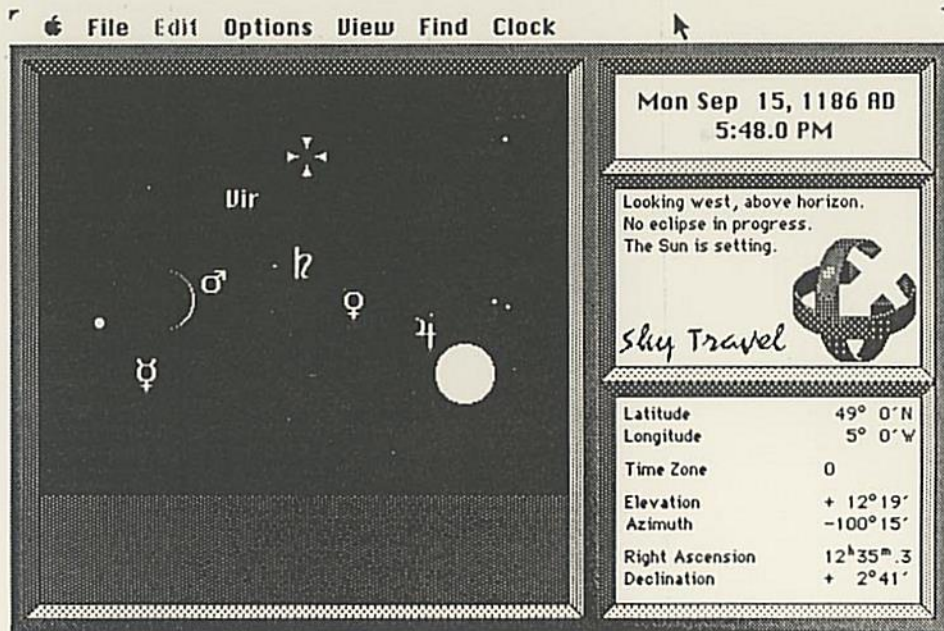 File Edit Options View Find Clock
Mon Sep 15, 1186 AD
5:48.0 PM
Vir
♂
♄
♀
♃
☿
Looking west, above horizon.
No eclipse in progress.
The Sun is setting.
Sky Travel
Latitude 49° 0'N
Longitude 5° 0'W
Time Zone 0
Elevation + 12°19'
Azimuth -100°15'
Right Ascension 12ʰ35ᵐ.3
Declination + 2°41'